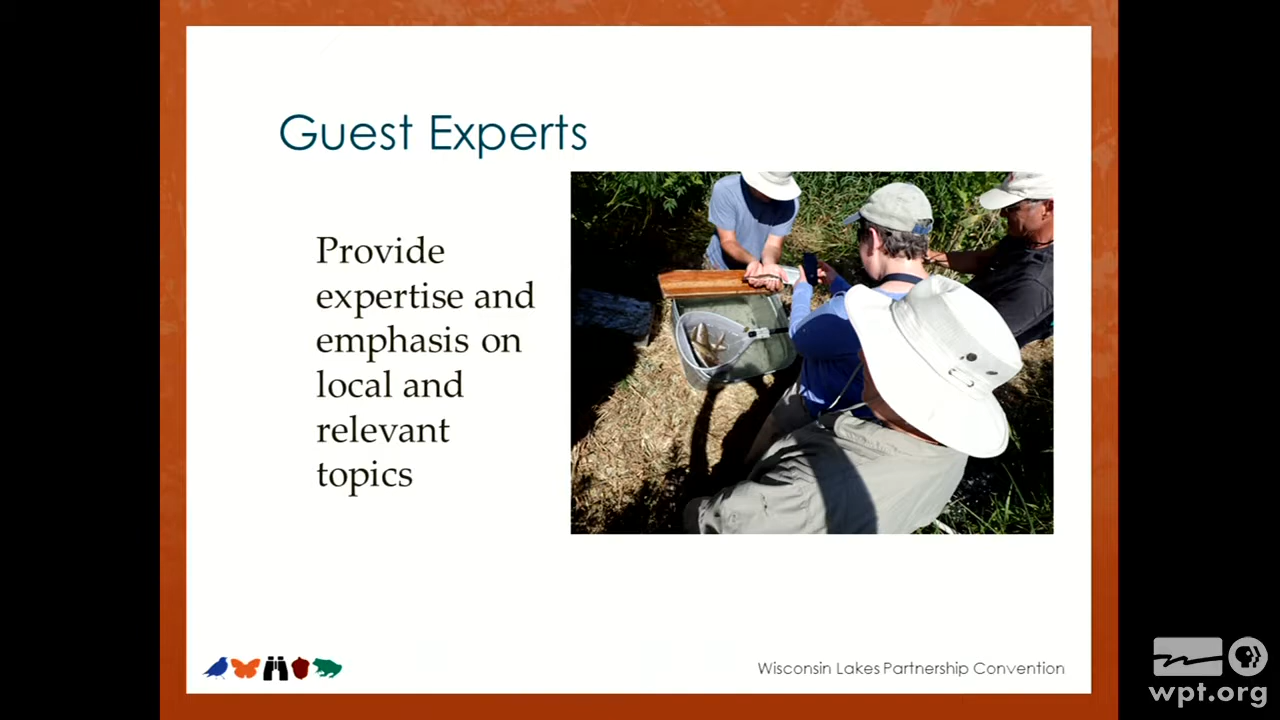 Guest Experts
Provide
expertise and
emphasis on
local and
relevant
topics
Wisconsin Lakes Partnership Convention
wpt.org